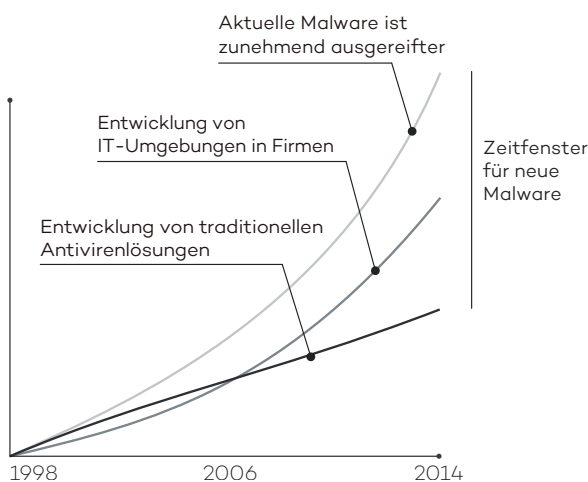 Aktuelle Malware ist
zunehmend ausgereifter
Entwicklung von
IT-Umgebungen in Firmen
Zeitfenster
für neue
Malware
Entwicklung von traditionellen
Antivirenlösungen
1998
2006
2014